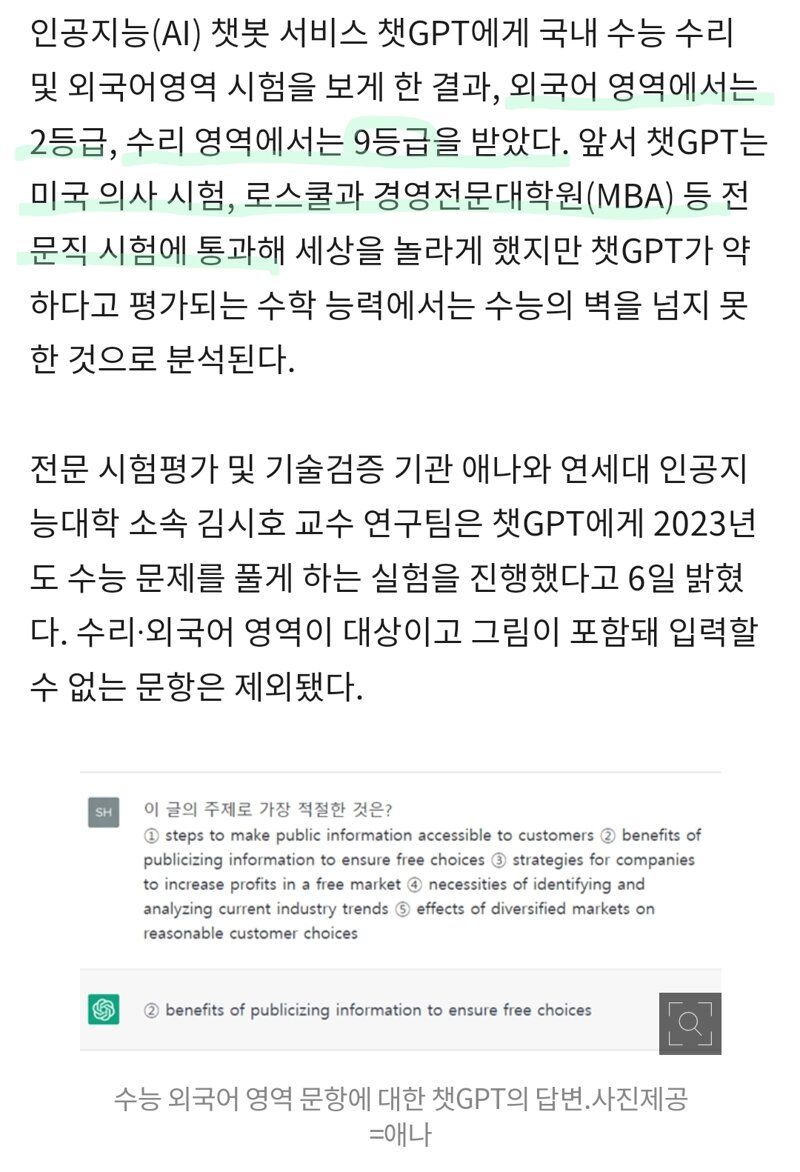 인공지능(AI) 챗봇 서비스 챗GPT에게 국내 수능 수리
및 외국어영역 시험을 보게 한 결과, 외국어 영역에서는
2등급, 수리 영역에서는 9등급을 받았다. 앞서 챗GPT는
미국 의사 시험, 로스쿨과 경영전문대학원(MBA) 등 전
문직 시험에 통과해 세상을 놀라게 했지만 챗GPT가 약
하다고 평가되는 수학 능력에서는 수능의 벽을 넘지 못
한 것으로 분석된다.
전문 시험평가 및 기술검증 기관 애나와 연세대 인공지
능대학 소속 김시호 교수 연구팀은 챗GPT에게 2023년
도 수능 문제를 풀게 하는 실험을 진행했다고 6일 밝혔
다. 수리·외국어 영역이 대상이고 그림이 포함돼 입력할
수 없는 문항은 제외됐다.
SH
이 글의 주제로 가장 적절한 것은?
① steps to make public information accessible to customers ② benefits of
publicizing information to ensure free choices ③ strategies for companies
to increase profits in a free market ④ necessities of identifying and
analyzing current industry trends ⑤ effects of diversified markets on
reasonable customer choices
② benefits of publicizing information to ensure free choices
수능 외국어 영역 문항에 대한 챗GPT의 답변.사진제공
=애나